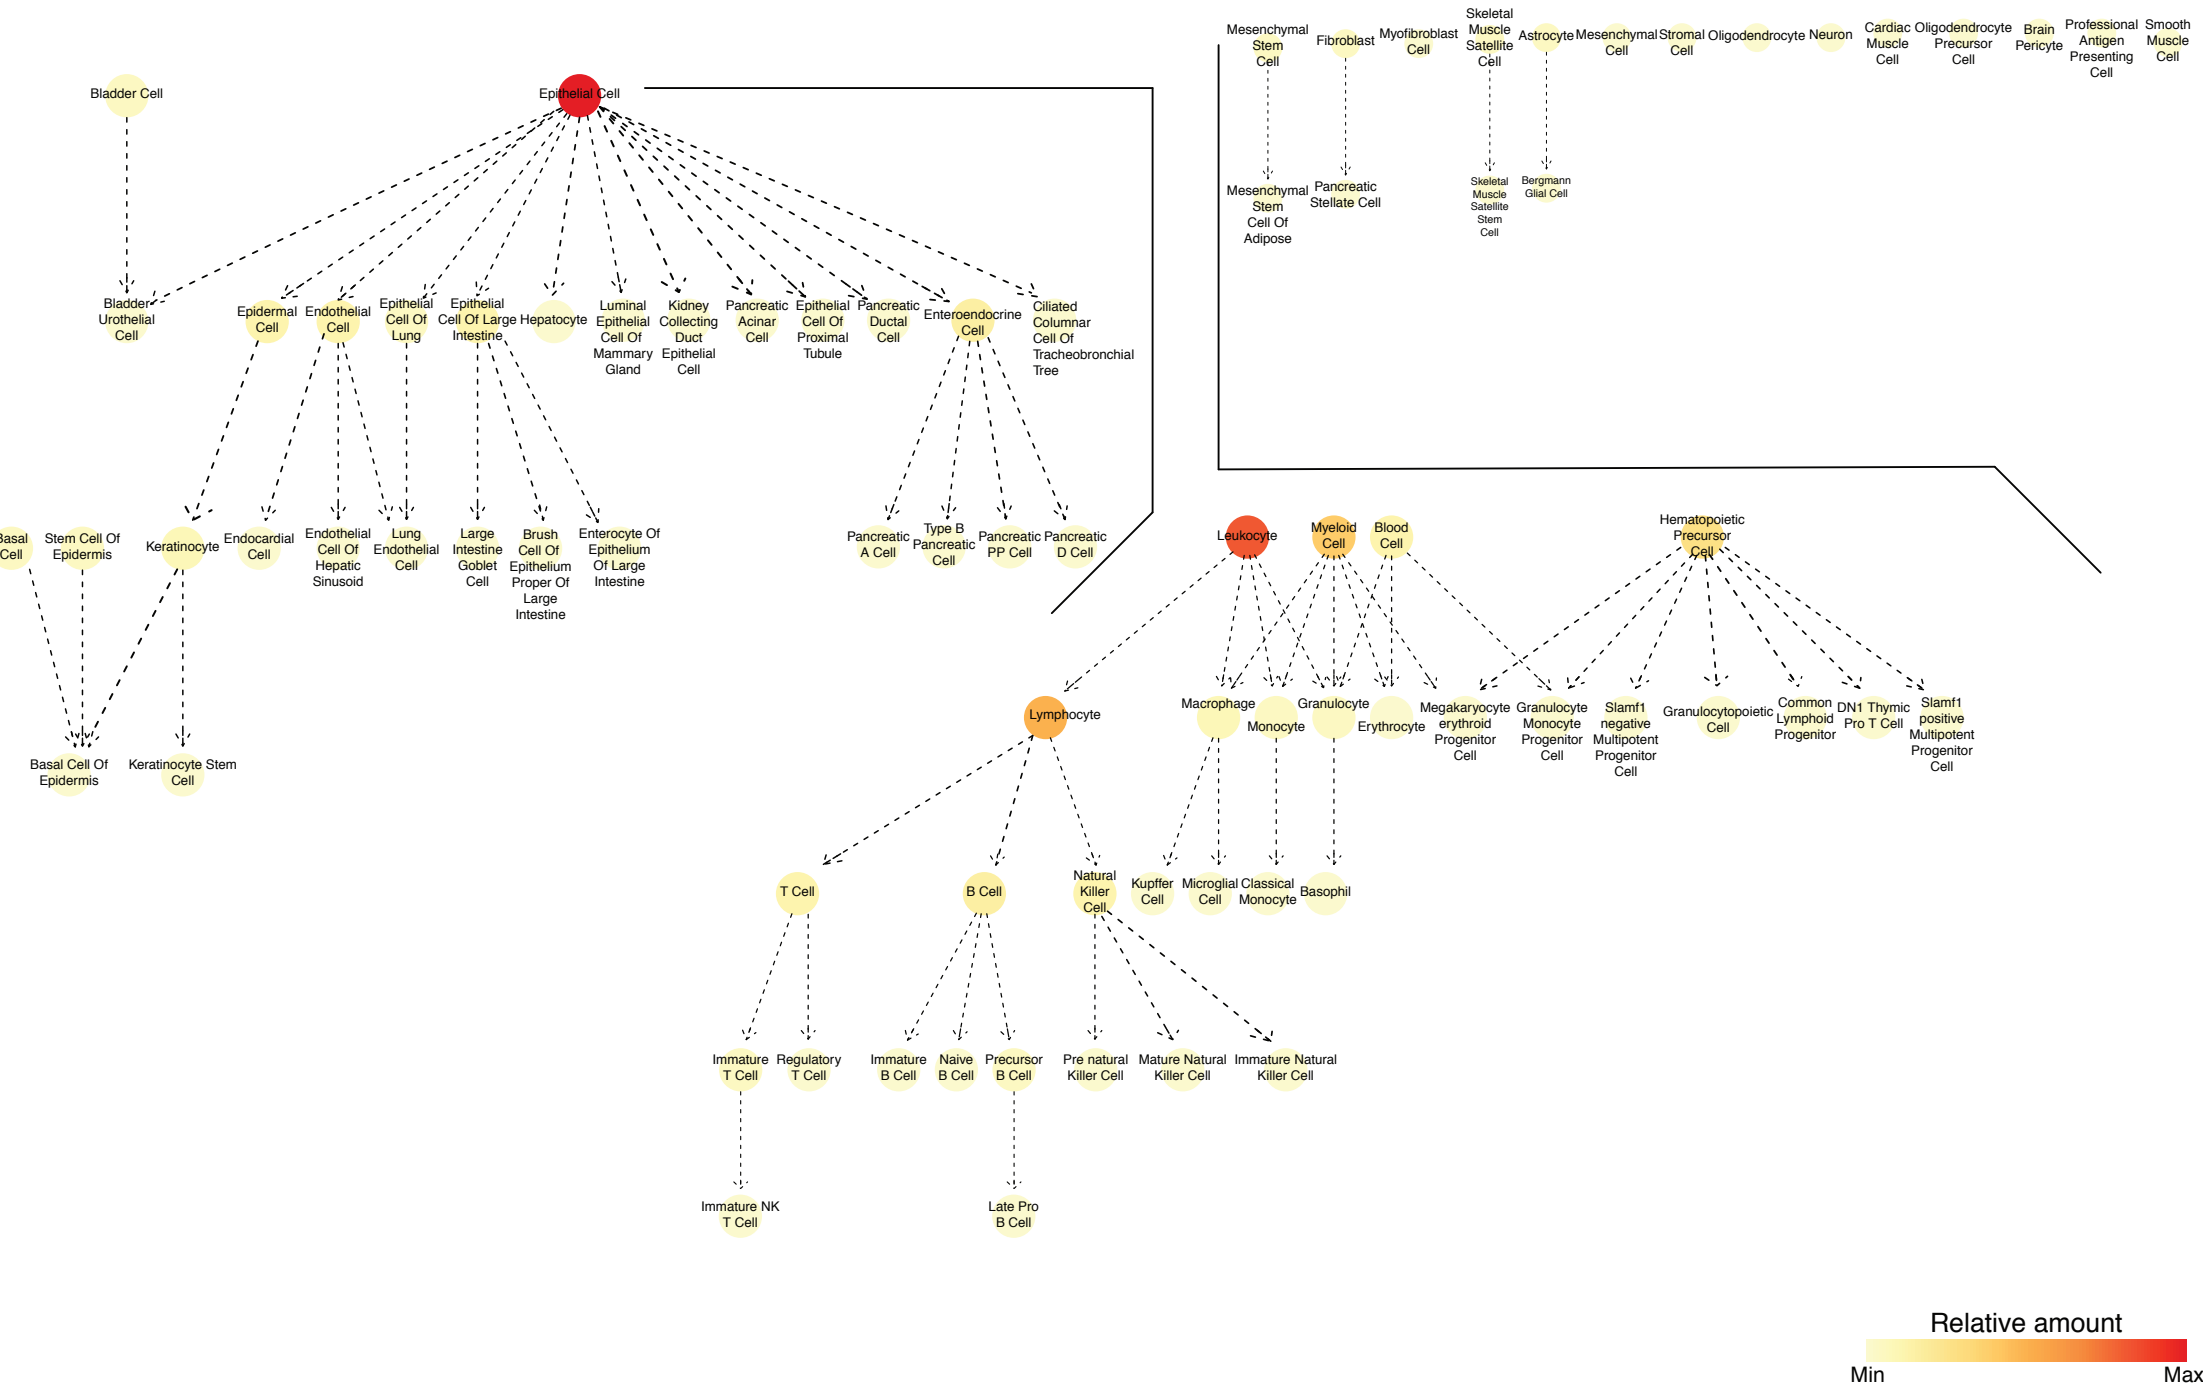 Mesenchymal
Stem
Cell
Fibroblast
Myofibroblast
Cell
Skeletal
Muscle
Satellite
Cell
Astrocyte
Mesenchymal
Cell
Stromal
Cell
Oligodendrocyte
Neuron
Cardiac
Muscle
Cell
Oligodendrocyte
Precursor
Cell
Brain
Pericyte
Professional
Antigen
Presenting
Cell
Smooth
Muscle
Cell
Bladder Cell
Epithelial Cell
Mesenchymal
Stem
Cell Of
Adipose
Pancreatic
Stellate Cell
Skeletal
Muscle
Satellite
Stem
Cell
Bergmann
Glial Cell
Bladder
Urothelial
Cell
Epidermal
Cell
Endothelial
Cell
Epithelial
Cell Of
Lung
Epithelial
Cell Of Large
Intestine
Hepatocyte
Luminal
Epithelial
Cell Of
Mammary
Gland
Kidney
Collecting
Duct
Epithelial
Cell
Pancreatic
Acinar
Cell
Epithelial
Cell Of
Proximal
Tubule
Pancreatic
Ductal
Cell
Enteroendocrine
Cell
Ciliated
Columnar
Cell Of
Tracheobronchial
Tree
Basal
Cell
Stem Cell Of
Epidermis
Keratinocyte
Endocardial
Cell
Endothelial
Cell Of
Hepatic
Sinusoid
Lung
Endothelial
Cell
Large
Intestine
Goblet
Cell
Brush
Cell Of
Epithelium
Proper Of
Large
Intestine
Enterocyte Of
Epithelium
Of Large
Intestine
Pancreatic
A Cell
Type B
Pancreatic
Cell
Pancreatic
PP Cell
Pancreatic
D Cell
Leukocyte
Myeloid
Cell
Blood
Cell
Hematopoietic
Precursor
Cell
Basal Cell Of
Epidermis
Keratinocyte Stem
Cell
Lymphocyte
Macrophage
Monocyte
Granulocyte
Erythrocyte
Megakaryocyte
erythroid
Progenitor
Cell
Granulocyte
Monocyte
Progenitor
Cell
Slamf1
negative
Multipotent
Progenitor
Cell
Granulocytopoietic
Cell
Common
Lymphoid
Progenitor
DN1 Thymic
Pro T Cell
Slamf1
positive
Multipotent
Progenitor
Cell
T Cell
B Cell
Natural
Killer
Cell
Kupffer
Cell
Microglial
Cell
Classical
Monocyte
Basophil
Immature
T Cell
Regulatory
T Cell
Immature
B Cell
Naive
B Cell
Precursor
B Cell
Pre natural
Killer Cell
Mature Natural
Killer Cell
Immature Natural
Killer Cell
Immature NK
T Cell
Late Pro
B Cell
Relative amount
Min
Max